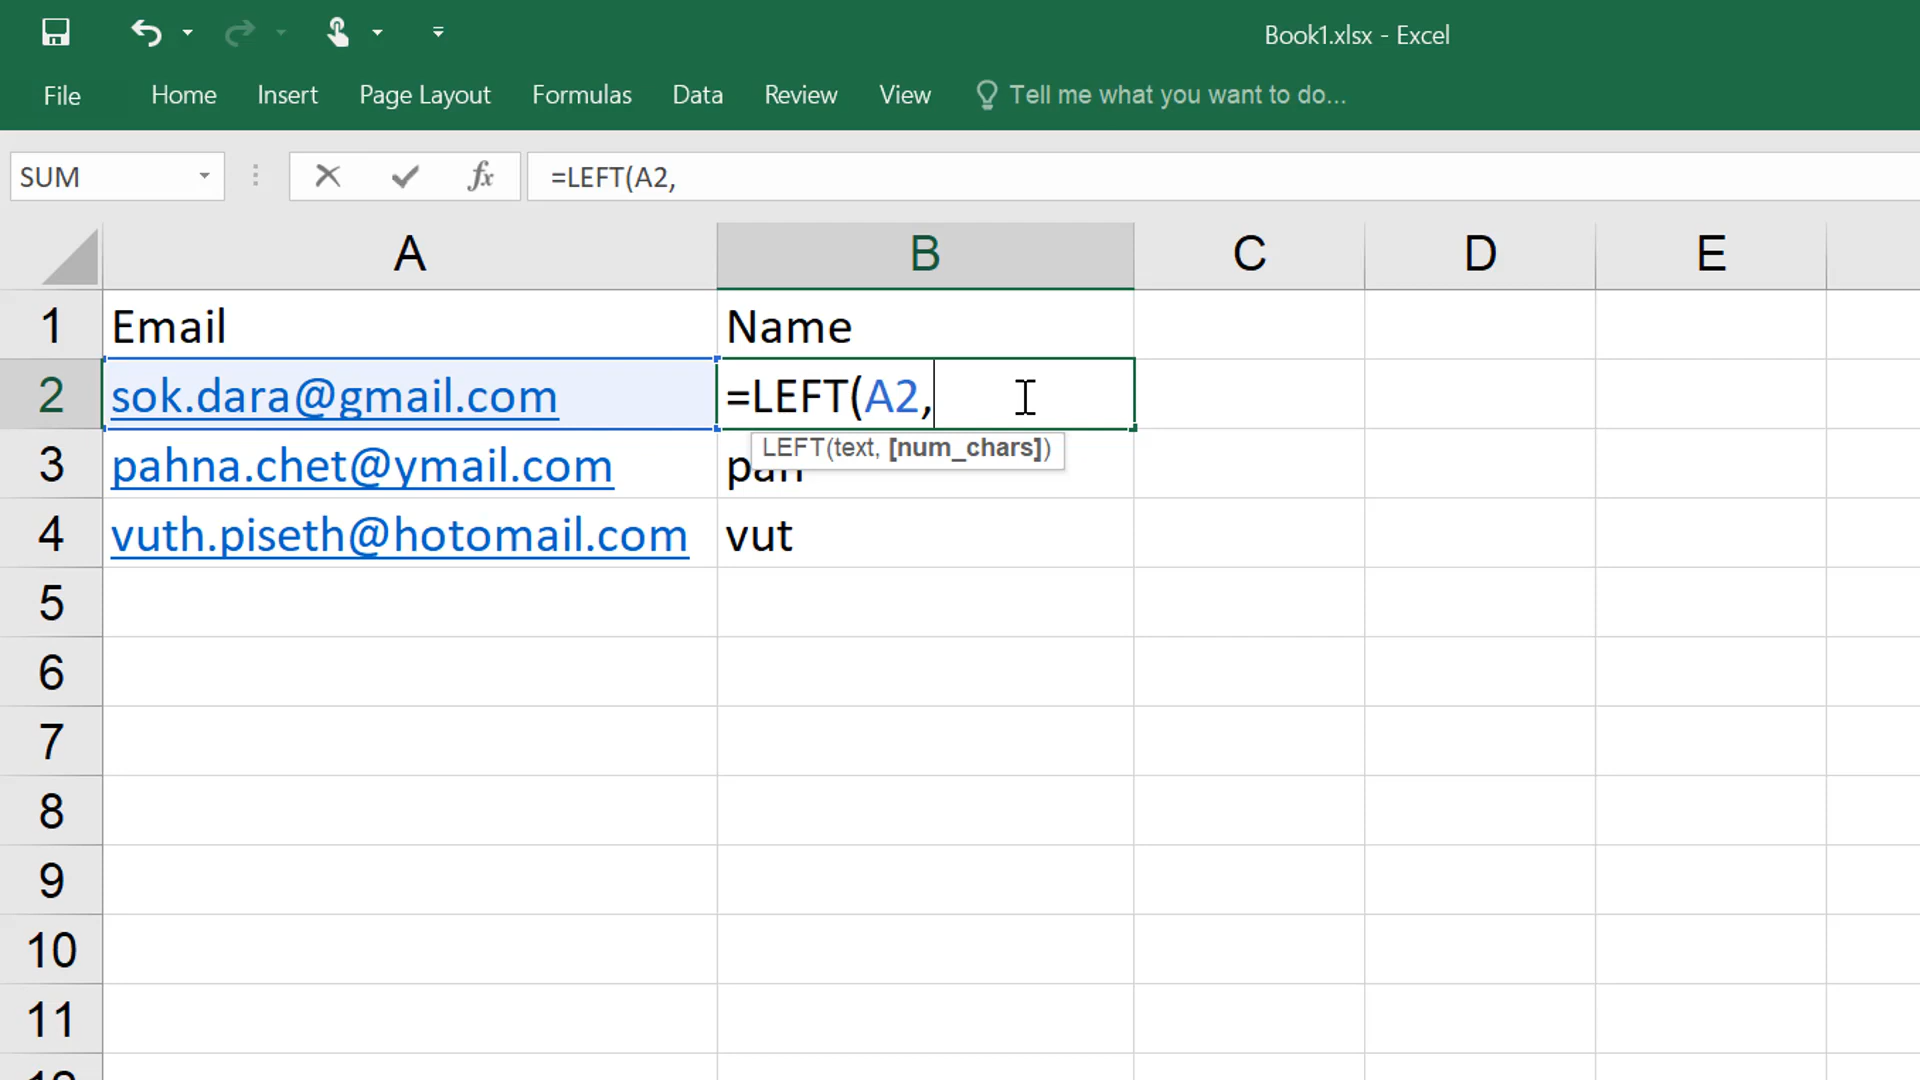 Book1.xlsx - Excel
File Home Insert Page Layout Formulas Data Review View Tell me what you want to do...
SUM fx =LEFT(A2,
A B C D E
1 Email Name
2 sok.dara@gmail.com =LEFT(A2,
LEFT(text, [num_chars])
3 pahna.chet@ymail.com pah
4 vuth.piseth@hotomail.com vut
5
6
7
8
9
10
11